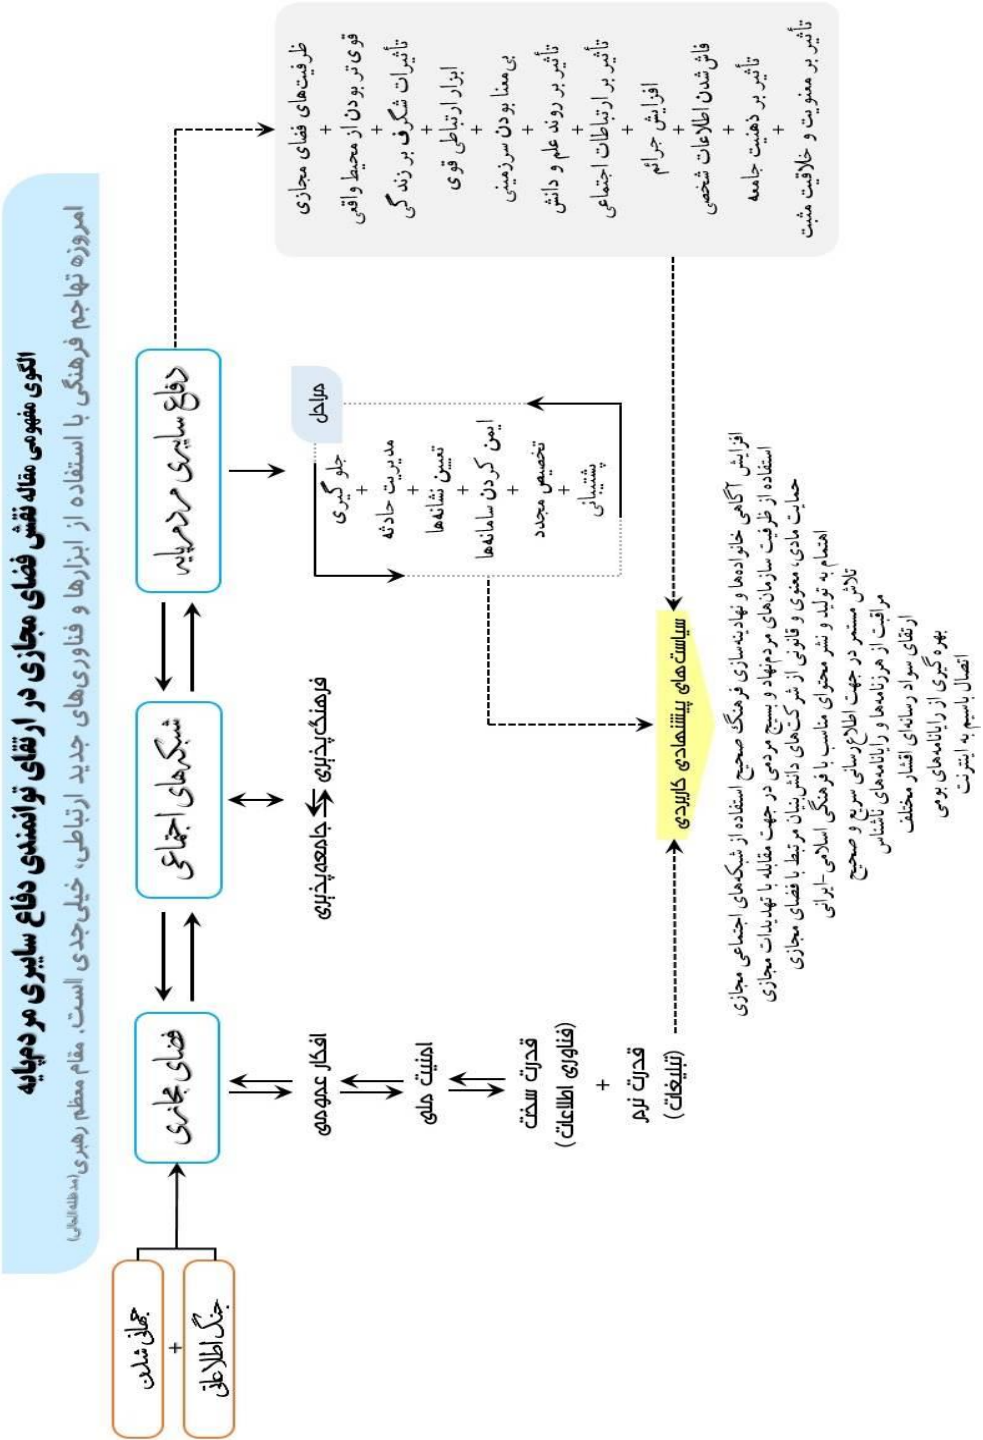 الگوی مفهومی مقاله نقش فضای مجازی در ارتقای توانمندی دفاع سایبری مردم‌پایه
امروزه تهاجم فرهنگی با استفاده از ابزارها و فناوری‌های جدید ارتباطی، خیلی‌جدی است. مقام معظم رهبری(مدظله‌العالی)
جهانی شدن
+
جنگ اطلاعاتی
فضای مجازی
شبکه‌های اجتماعی
دفاع سایبری مردم‌پایه
افکار عمومی
امنیت ملی
قدرت سخت
(فناوری اطلاعات)
+
قدرت نرم
(تبلیغات)
جامعه‌پذیری
فرهنگ‌پذیری
مراحل
جلوگیری
+
مدیریت حادثه
+
تعیین نشانه‌ها
+
ایمن کردن سامانه‌ها
+
تخصیص مجدد
+
پشتیبانی
ظرفیت‌های فضای مجازی
+
قوی‌تر بودن از محیط واقعی
+
تأثیرات شگرف بر زندگی
+
ابزار ارتباطی قوی
+
بی‌معنا بودن سرزمینی
+
تأثیر بر روند علم و دانش
+
تأثیر بر ارتباطات اجتماعی
+
افزایش جرائم
+
فاش شدن اطلاعات شخصی
+
تأثیر بر ذهنیت جامعه
+
تأثیر بر معنویت و خلاقیت مثبت
سیاست‌های پیشنهادی کاربردی
افزایش آگاهی خانواده‌ها و نهادینه‌سازی فرهنگ صحیح استفاده از شبکه‌های اجتماعی مجازی
استفاده از ظرفیت سازمان‌های مردم‌نهاد و بسیج مردمی در جهت مقابله با تهدیدات مجازی
حمایت مادی، معنوی و قانونی از شرکت‌های دانش‌بنیان مرتبط با فضای مجازی
اهتمام به تولید و نشر محتوای مناسب با فرهنگی اسلامی-ایرانی
تلاش مستمر در جهت اطلاع‌رسانی سریع و صحیح
مراقبت از هرزنامه‌ها و رایانامه‌های ناشناس
ارتقای سواد رسانه‌ای اقشار مختلف
بهره‌گیری از رایانامه‌های بومی
اتصال باسیم به اینترنت